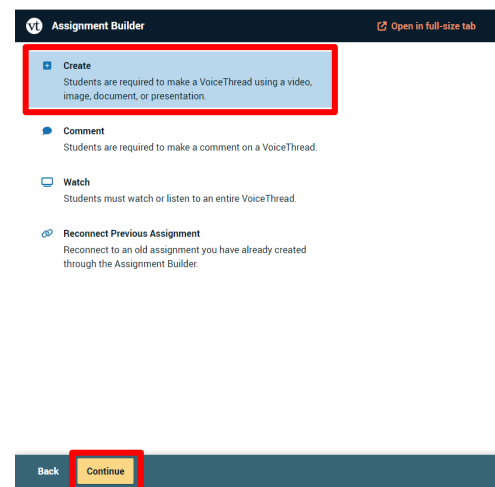 vt Assignment Builder Open in full-size tab
Create
Students are required to make a VoiceThread using a video,
image, document, or presentation.
Comment
Students are required to make a comment on a VoiceThread.
Watch
Students must watch or listen to an entire VoiceThread.
Reconnect Previous Assignment
Reconnect to an old assignment you have already created
through the Assignment Builder.
Back Continue